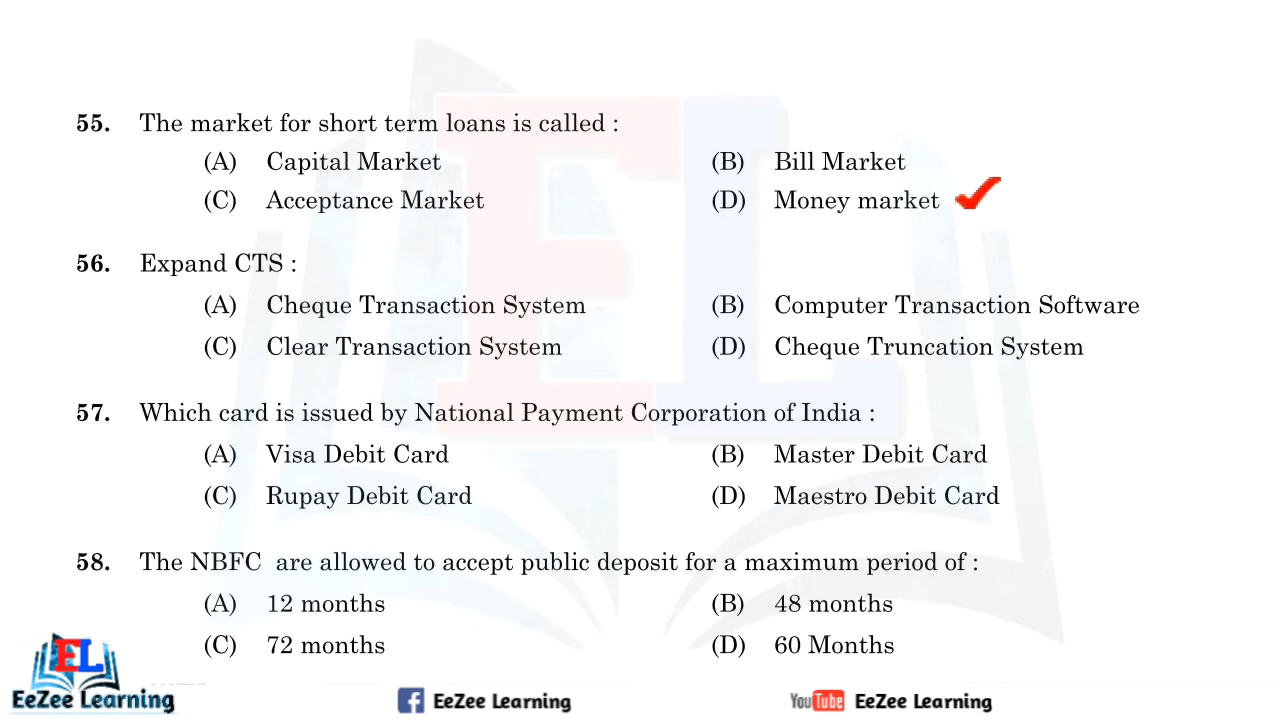 55. The market for short term loans is called :
(A) Capital Market (B) Bill Market
(C) Acceptance Market (D) Money market
56. Expand CTS :
(A) Cheque Transaction System (B) Computer Transaction Software
(C) Clear Transaction System (D) Cheque Truncation System
57. Which card is issued by National Payment Corporation of India :
(A) Visa Debit Card (B) Master Debit Card
(C) Rupay Debit Card (D) Maestro Debit Card
58. The NBFC are allowed to accept public deposit for a maximum period of :
(A) 12 months (B) 48 months
(C) 72 months (D) 60 Months
EL
EL
EeZee Learning f EeZee Learning YouTube EeZee Learning